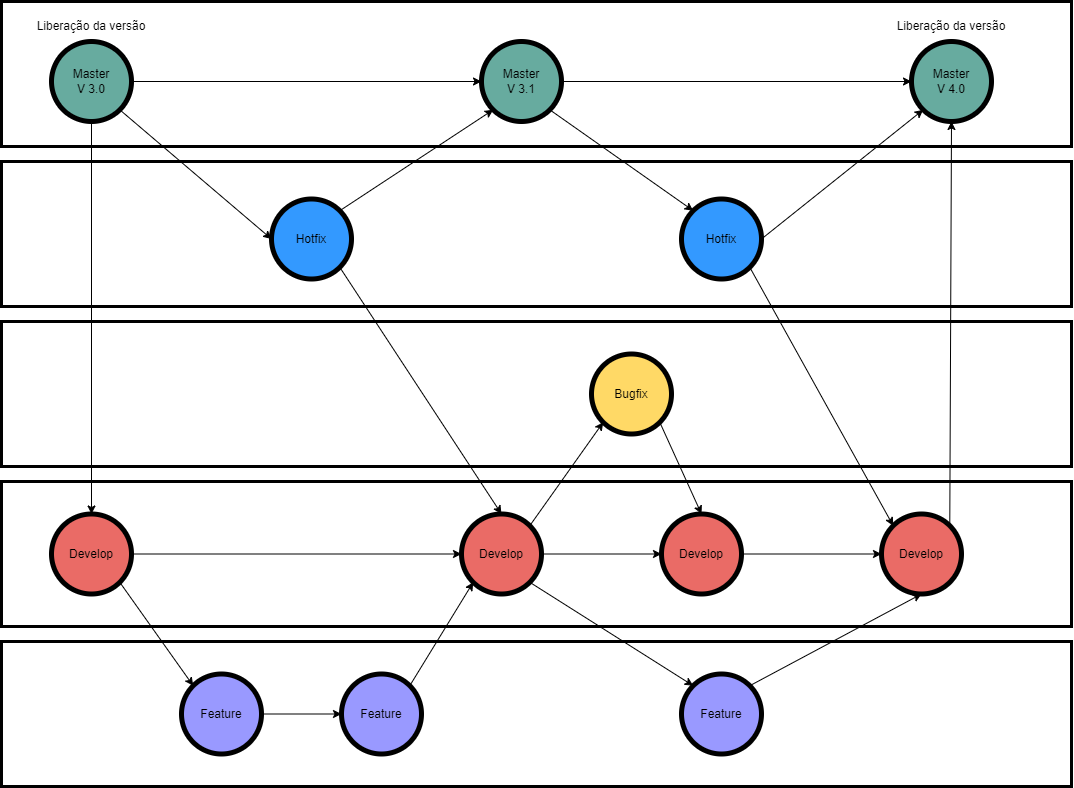 Liberação da versão
Liberação da versão
Master
V 3.0
Master
V 3.1
Master
V 4.0
Hotfix
Hotfix
Bugfix
Develop
Develop
Develop
Develop
Feature
Feature
Feature